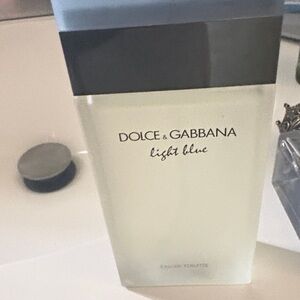 DOLCE & GABBANA
light blue
EAU DE TOILETTE